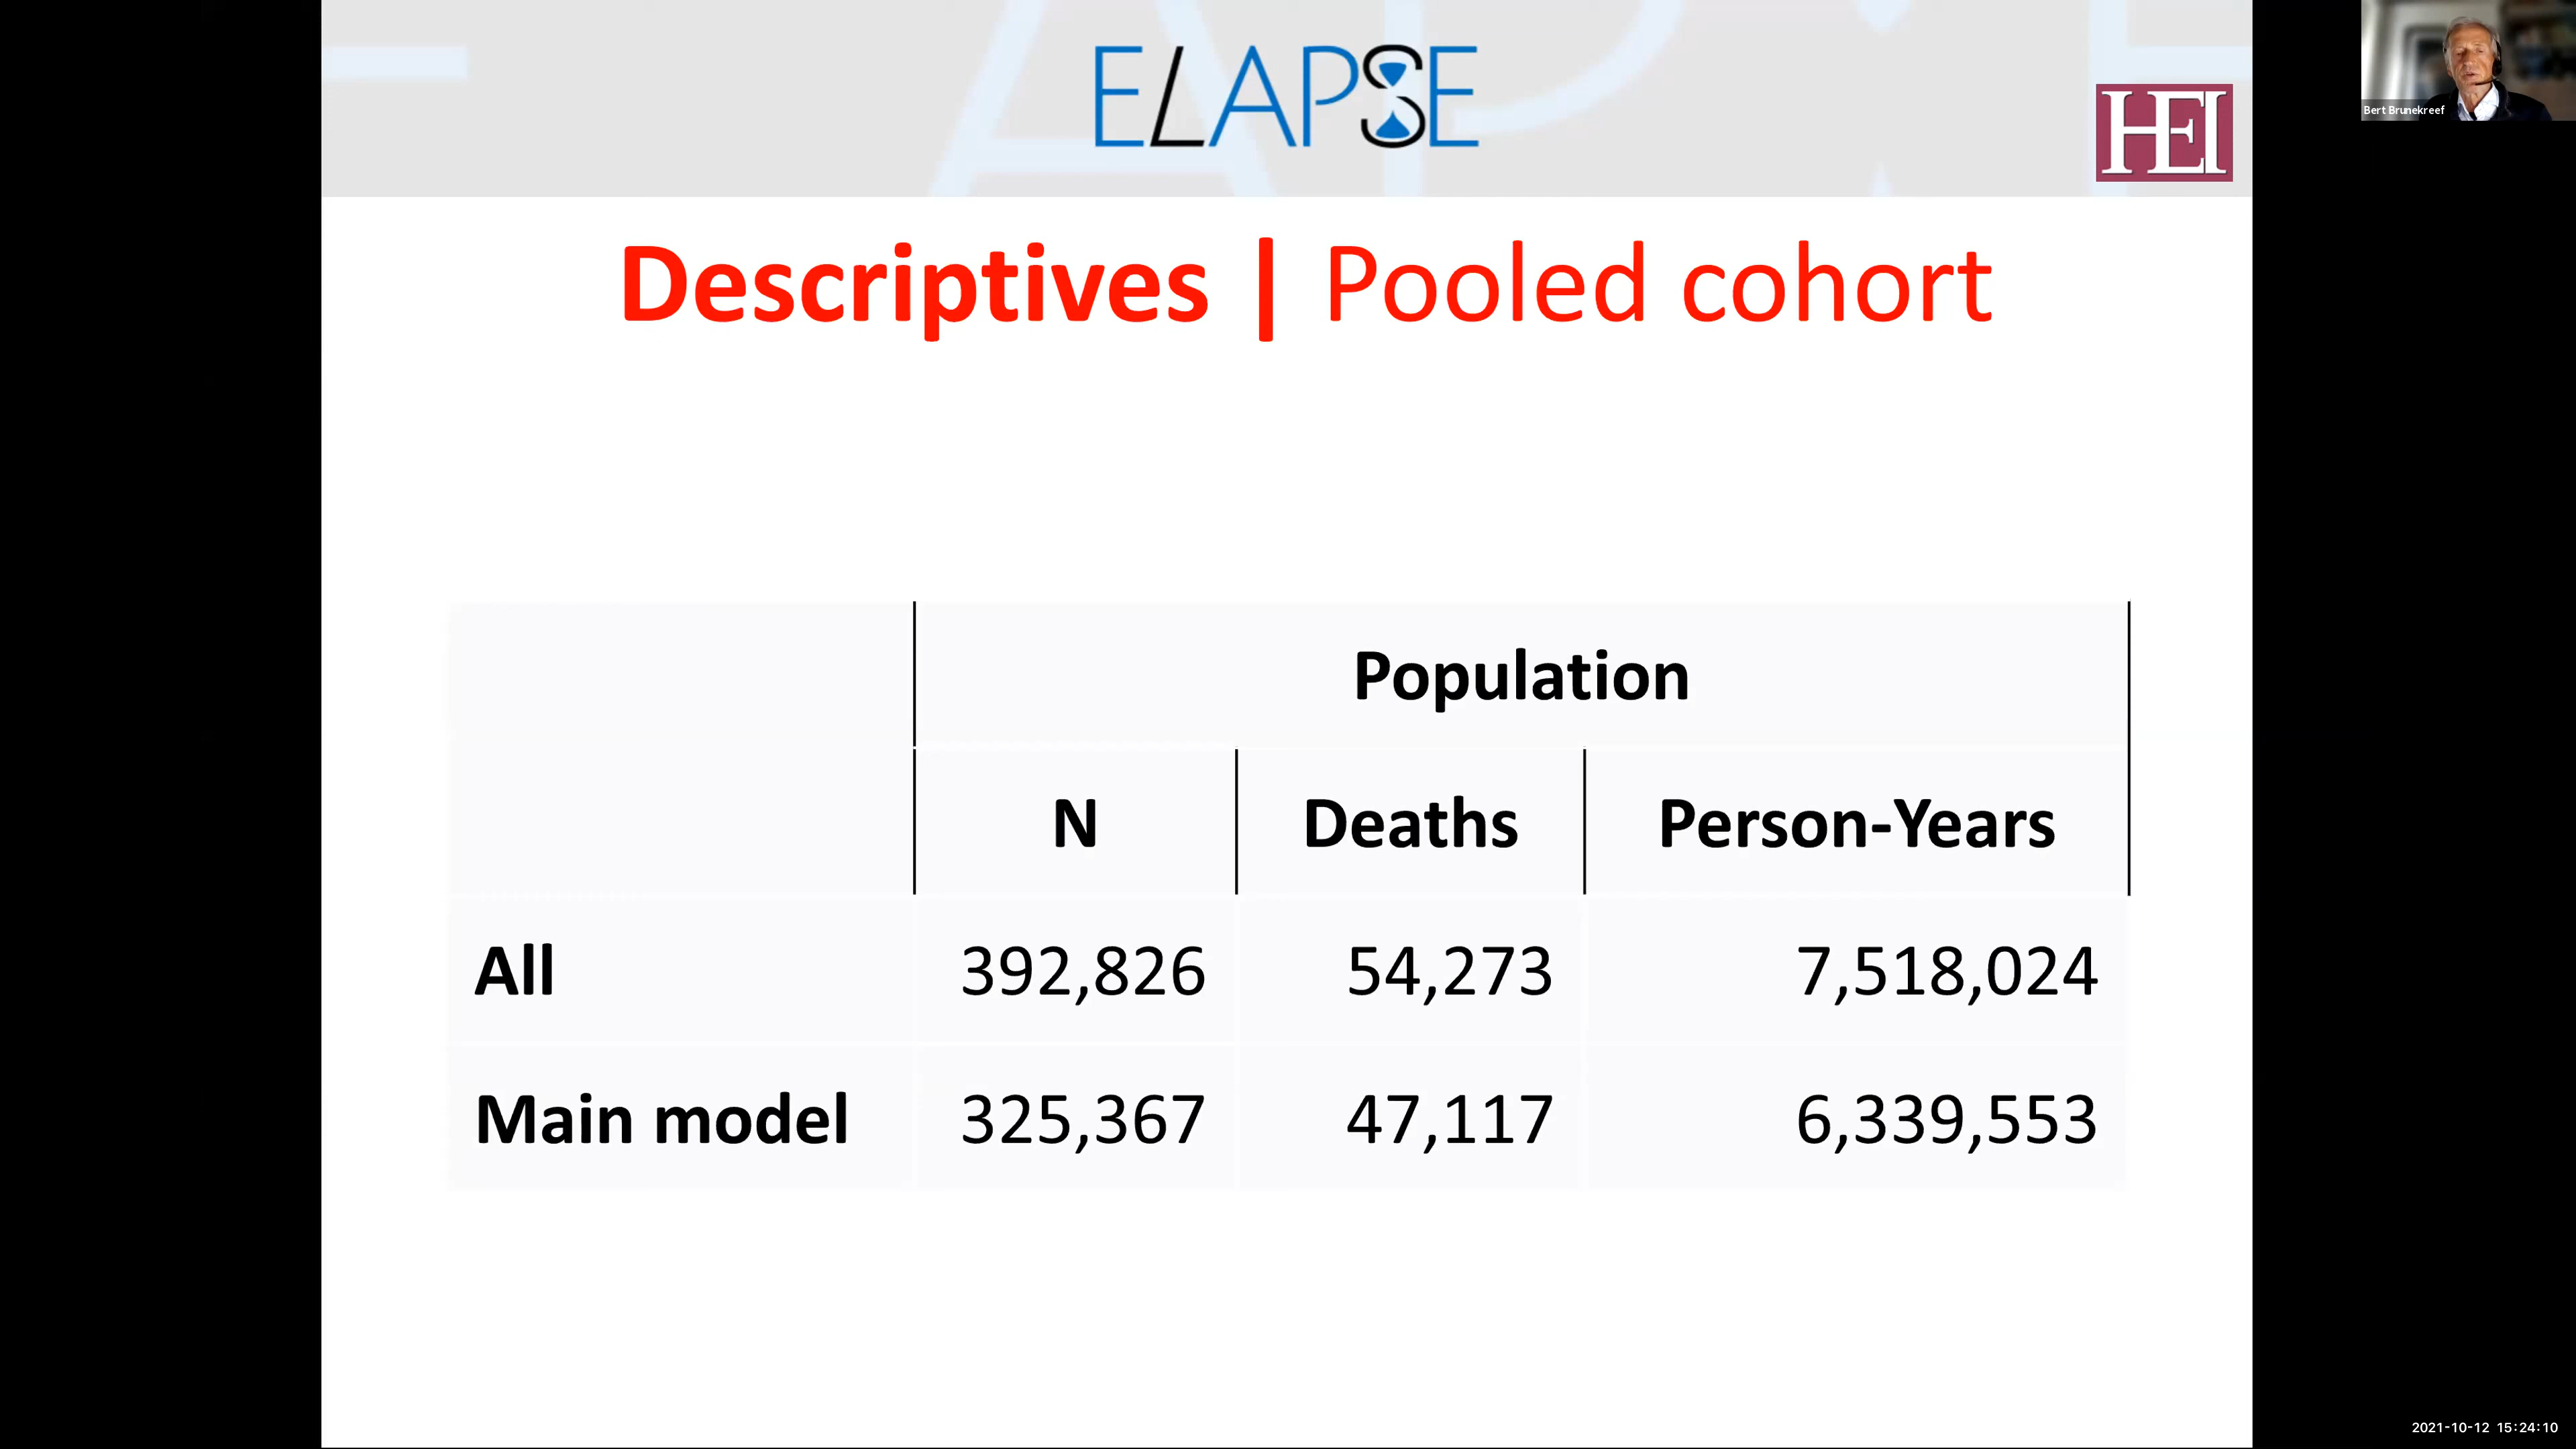 ELAPSE
HEI
Bert Brunekreef
Descriptives | Pooled cohort
Population
N Deaths Person-Years
All 392,826 54,273 7,518,024
Main model 325,367 47,117 6,339,553
2021-10-12 15:24:10